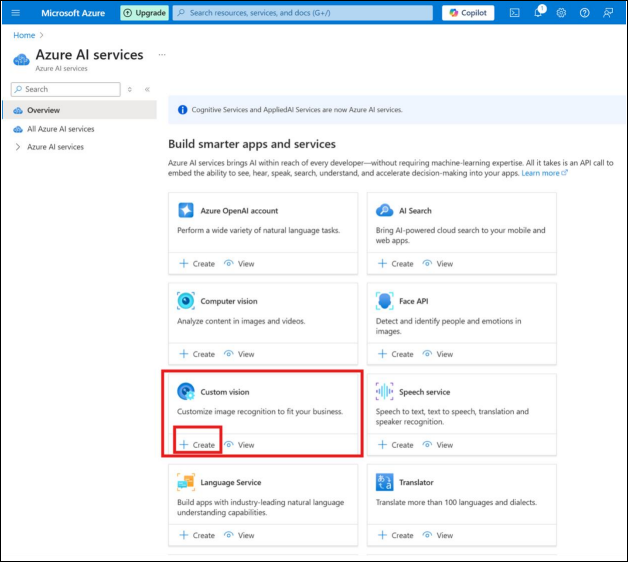 Microsoft Azure
Upgrade
Search resources, services, and docs (G+/)
Copilot
1
Home
Azure AI services
Azure AI services
Search
Overview
All Azure AI services
Azure AI services
Cognitive Services and AppliedAI Services are now Azure AI services.
Build smarter apps and services
Azure AI services brings AI within reach of every developer—without requiring machine-learning expertise. All it takes is an API call to
embed the ability to see, hear, speak, search, understand, and accelerate decision-making into your apps. Learn more
Azure OpenAI account
Perform a wide variety of natural language tasks.
Create View
AI Search
Bring AI-powered cloud search to your mobile and
web apps.
Create View
Computer vision
Analyze content in images and videos.
Create View
Face API
Detect and identify people and emotions in
images.
Create View
Custom vision
Customize image recognition to fit your business.
Create View
Speech service
Speech to text, text to speech, translation and
speaker recognition.
Create View
Language Service
Build apps with industry-leading natural language
understanding capabilities.
Create View
Translator
Translate more than 100 languages and dialects.
Create View